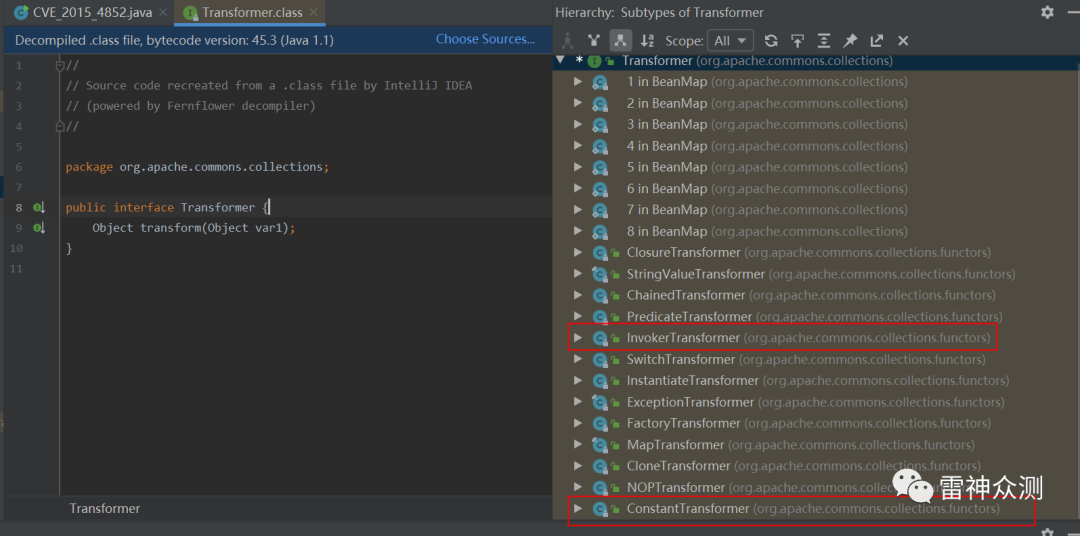 CVE_2015_4852.java
Transformer.class
Decompiled .class file, bytecode version: 45.3 (Java 1.1)
Choose Sources...
1 //
2 // Source code recreated from a .class file by IntelliJ IDEA
3 // (powered by Fernflower decompiler)
4 //
5
6 package org.apache.commons.collections;
7
8 public interface Transformer {
9 Object transform(Object var1);
10 }
11
Transformer
Hierarchy: Subtypes of Transformer
Scope: All
* Transformer (org.apache.commons.collections)
1 in BeanMap (org.apache.commons.collections)
2 in BeanMap (org.apache.commons.collections)
3 in BeanMap (org.apache.commons.collections)
4 in BeanMap (org.apache.commons.collections)
5 in BeanMap (org.apache.commons.collections)
6 in BeanMap (org.apache.commons.collections)
7 in BeanMap (org.apache.commons.collections)
8 in BeanMap (org.apache.commons.collections)
ClosureTransformer (org.apache.commons.collections.functors)
StringValueTransformer (org.apache.commons.collections.functors)
ChainedTransformer (org.apache.commons.collections.functors)
PredicateTransformer (org.apache.commons.collections.functors)
InvokerTransformer (org.apache.commons.collections.functors)
SwitchTransformer (org.apache.commons.collections.functors)
InstantiateTransformer (org.apache.commons.collections.functors)
ExceptionTransformer (org.apache.commons.collections.functors)
FactoryTransformer (org.apache.commons.collections.functors)
MapTransformer (org.apache.commons.collections.functors)
CloneTransformer (org.apache.commons.collections.functors)
NOPTransformer (org.apache.commons.collections.functors)
ConstantTransformer (org.apache.commons.collections.functors)
雷神众测